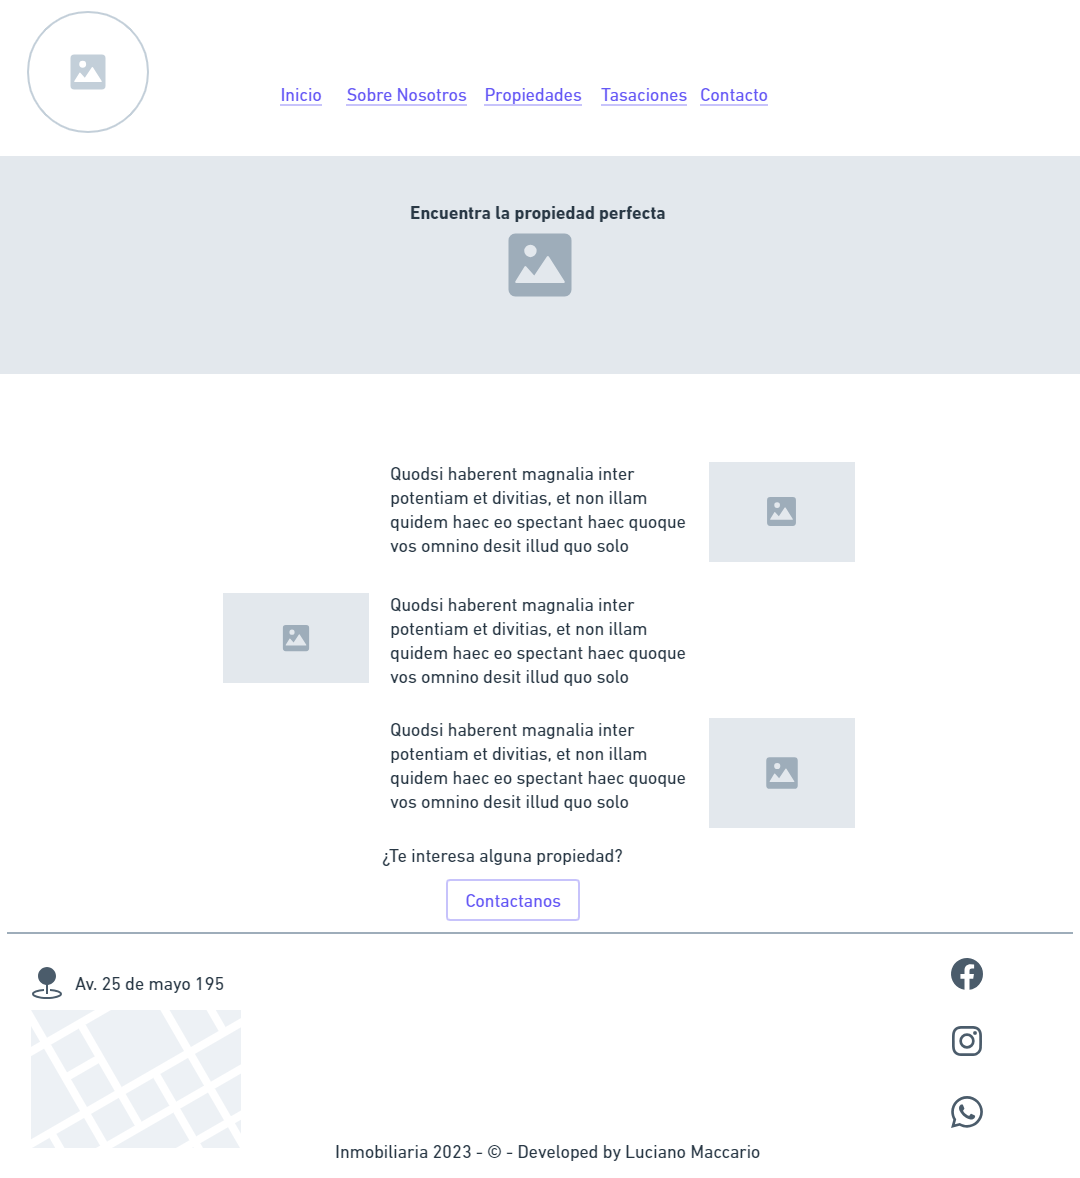 Inicio Sobre Nosotros Propiedades Tasaciones Contacto
Encuentra la propiedad perfecta
Quodsi haberent magnalia inter
potentiam et divitias, et non illam
quidem haec eo spectant haec quoque
vos omnino desit illud quo solo
Quodsi haberent magnalia inter
potentiam et divitias, et non illam
quidem haec eo spectant haec quoque
vos omnino desit illud quo solo
Quodsi haberent magnalia inter
potentiam et divitias, et non illam
quidem haec eo spectant haec quoque
vos omnino desit illud quo solo
¿Te interesa alguna propiedad?
Contactanos
Av. 25 de mayo 195
Inmobiliaria 2023 - © - Developed by Luciano Maccario